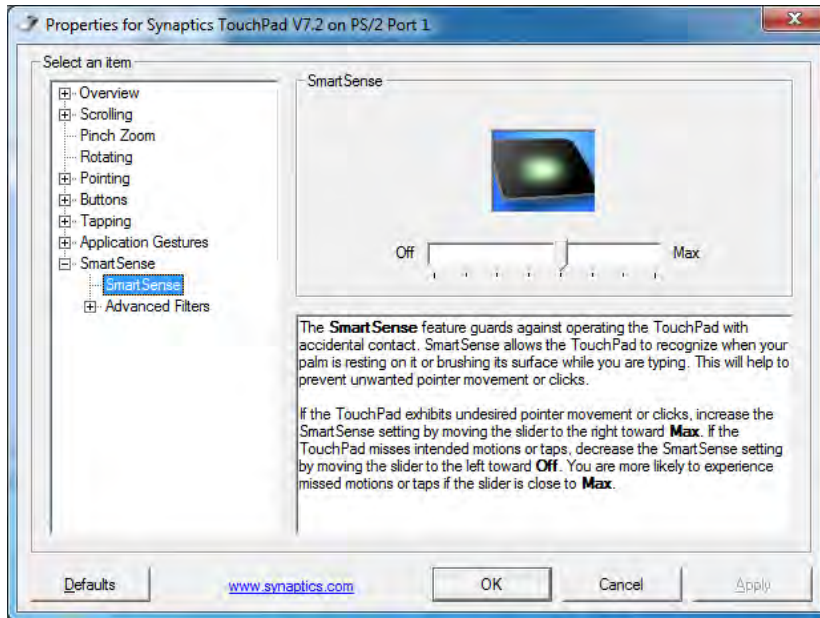 Properties for Synaptics TouchPad V7.2 on PS/2 Port 1
Select an item
Overview
Scrolling
Pinch Zoom
Rotating
Pointing
Buttons
Tapping
Application Gestures
SmartSense
SmartSense
Advanced Filters
SmartSense
Off
Max
The SmartSense feature guards against operating the TouchPad with
accidental contact. SmartSense allows the TouchPad to recognize when your
palm is resting on it or brushing its surface while you are typing. This will help to
prevent unwanted pointer movement or clicks.
If the TouchPad exhibits undesired pointer movement or clicks, increase the
SmartSense setting by moving the slider to the right toward Max. If the
TouchPad misses intended motions or taps, decrease the SmartSense setting
by moving the slider to the left toward Off. You are more likely to experience
missed motions or taps if the slider is close to Max.
Defaults
www.synaptics.com
OK
Cancel
Apply